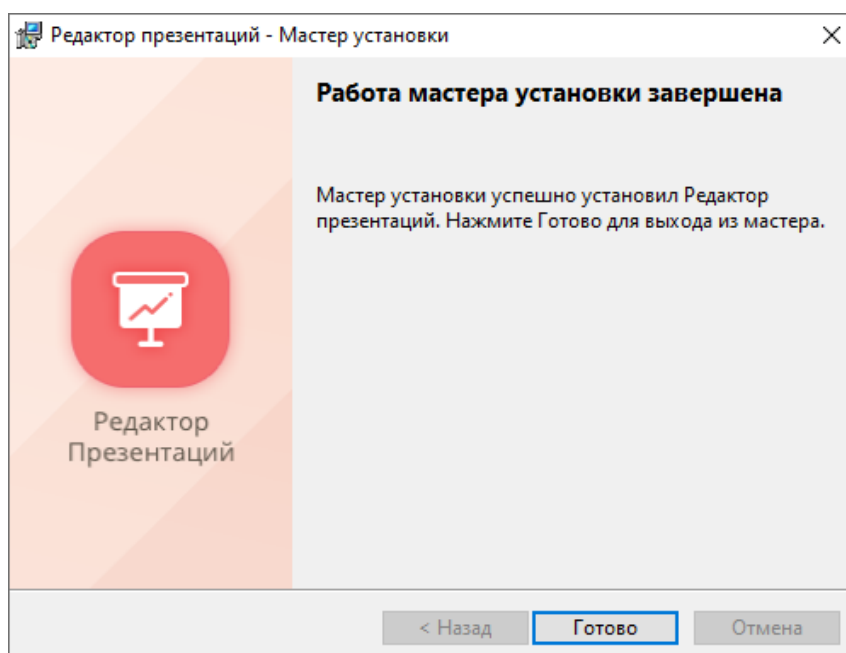 Редактор презентаций - Мастер установки
Работа мастера установки завершена
Мастер установки успешно установил Редактор
презентаций. Нажмите Готово для выхода из мастера.
Редактор
Презентаций
< Назад
Готово
Отмена